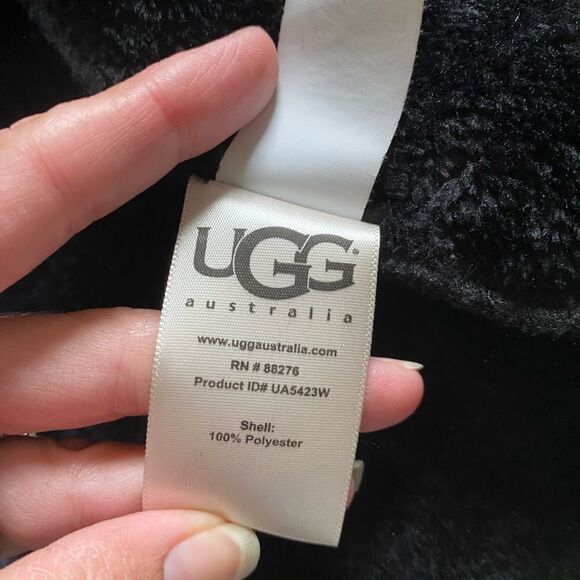 UGG®
australia
www.uggaustralia.com
RN # 88276
Product ID# UA5423W
Shell:
100% Polyester